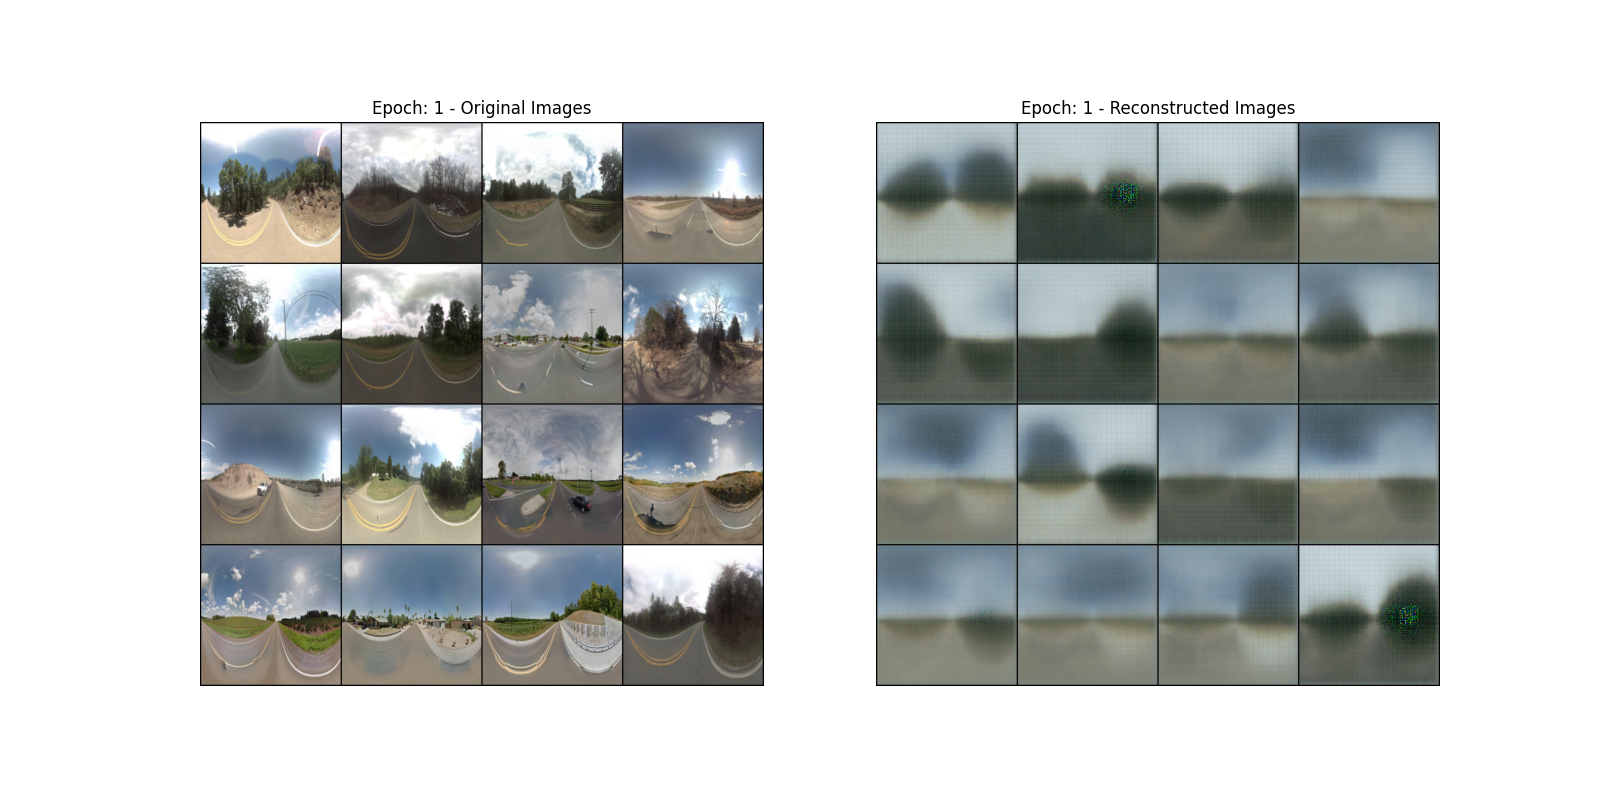 Epoch: 1 - Original Images
Epoch: 1 - Reconstructed Images